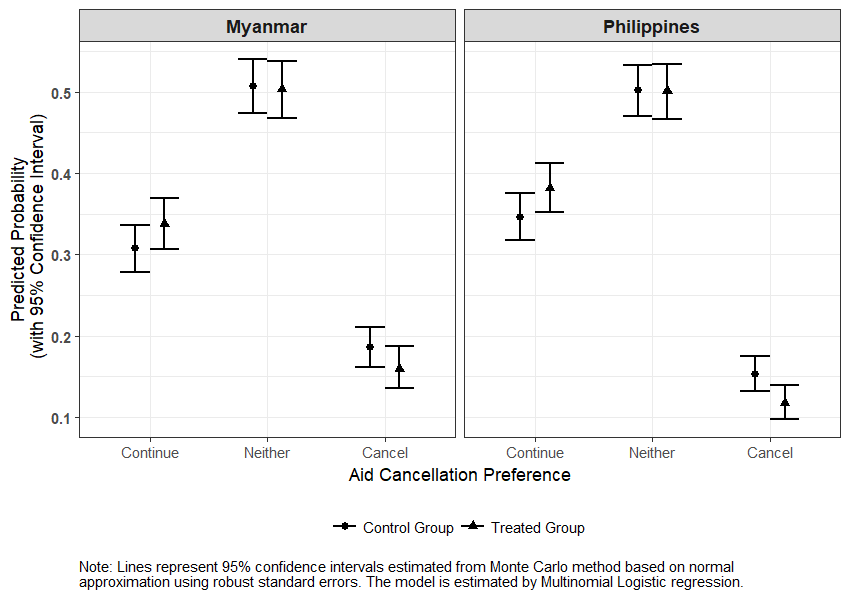 Myanmar
Philippines
Predicted Probability
(with 95% Confidence Interval)
0.5
0.4
0.3
0.2
0.1
Continue
Neither
Cancel
Continue
Neither
Cancel
Aid Cancellation Preference
Control Group
Treated Group
Note: Lines represent 95% confidence intervals estimated from Monte Carlo method based on normal
approximation using robust standard errors. The model is estimated by Multinomial Logistic regression.